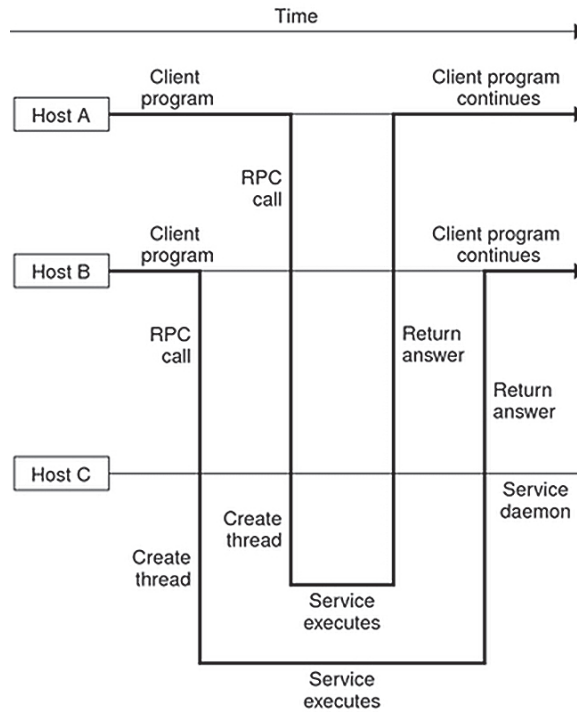 Time
Client
program
Client program
continues
Host A
RPC
call
Client
program
Client program
continues
Host B
RPC
call
Return
answer
Return
answer
Host C
Service
daemon
Create
thread
Create
thread
Service
executes
Service
executes